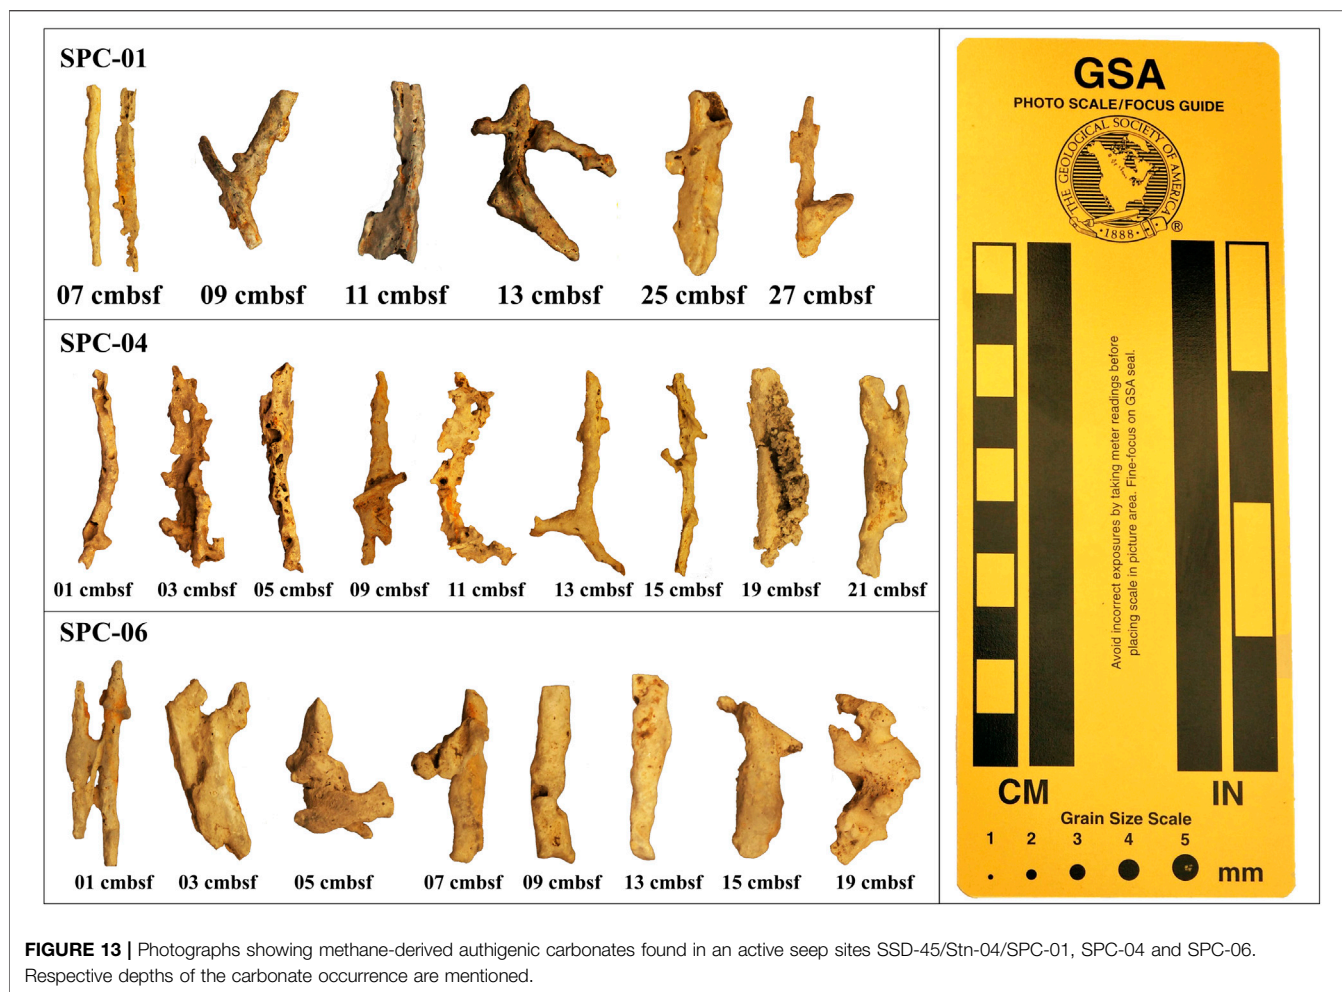 SPC-01
07 cmbsf 09 cmbsf 11 cmbsf 13 cmbsf 25 cmbsf 27 cmbsf
SPC-04
01 cmbsf 03 cmbsf 05 cmbsf 09 cmbsf 11 cmbsf 13 cmbsf 15 cmbsf 19 cmbsf 21 cmbsf
SPC-06
01 cmbsf 03 cmbsf 05 cmbsf 07 cmbsf 09 cmbsf 13 cmbsf 15 cmbsf 19 cmbsf
GSA
PHOTO SCALE/FOCUS GUIDE
THE GEOLOGICAL SOCIETY OF AMERICA
·1888· ®
Avoid incorrect exposures by taking meter readings before
placing scale in picture area. Fine-focus on GSA seal.
CM IN
Grain Size Scale
1 2 3 4 5
mm
FIGURE 13 | Photographs showing methane-derived authigenic carbonates found in an active seep sites SSD-45/Stn-04/SPC-01, SPC-04 and SPC-06.
Respective depths of the carbonate occurrence are mentioned.